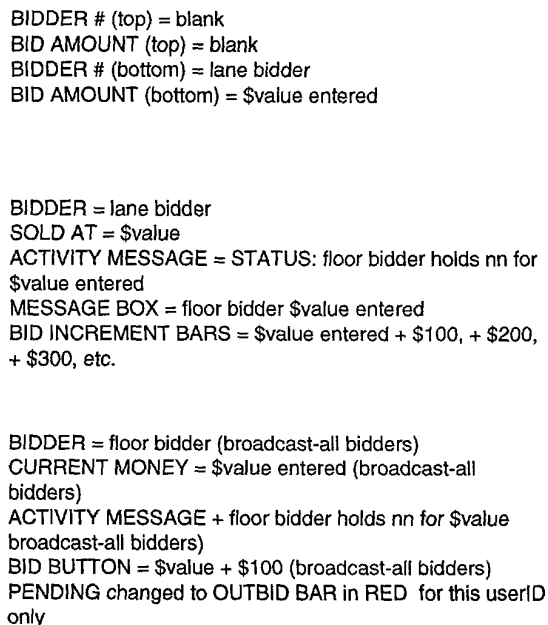 BIDDER # (top) = blank
BID AMOUNT (top) = blank
BIDDER # (bottom) = lane bidder
BID AMOUNT (bottom) = $value entered
BIDDER = lane bidder
SOLD AT = $value
ACTIVITY MESSAGE = STATUS: floor bidder holds nn for
$value entered
MESSAGE BOX = floor bidder $value entered
BID INCREMENT BARS = $value entered + $100, + $200,
+ $300, etc.
BIDDER = floor bidder (broadcast-all bidders)
CURRENT MONEY = $value entered (broadcast-all
bidders)
ACTIVITY MESSAGE + floor bidder holds nn for $value
broadcast-all bidders)
BID BUTTON = $value + $100 (broadcast-all bidders)
PENDING changed to OUTBID BAR in RED for this userID
only